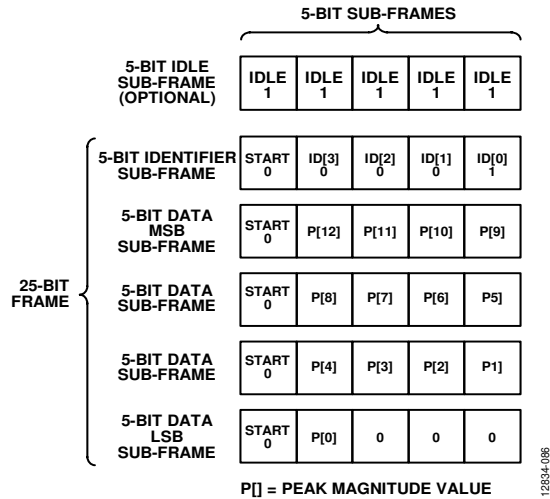 5-BIT SUB-FRAMES
5-BIT IDLE
SUB-FRAME
(OPTIONAL)
IDLE
1
IDLE
1
IDLE
1
IDLE
1
IDLE
1
25-BIT
FRAME
5-BIT IDENTIFIER
SUB-FRAME
START
0
ID[3]
0
ID[2]
0
ID[1]
0
ID[0]
1
5-BIT DATA
MSB
SUB-FRAME
START
0
P[12]
P[11]
P[10]
P[9]
5-BIT DATA
SUB-FRAME
START
0
P[8]
P[7]
P[6]
P5]
5-BIT DATA
SUB-FRAME
START
0
P[4]
P[3]
P[2]
P1]
5-BIT DATA
LSB
SUB-FRAME
START
0
P[0]
0
0
0
P[] = PEAK MAGNITUDE VALUE
12834-086